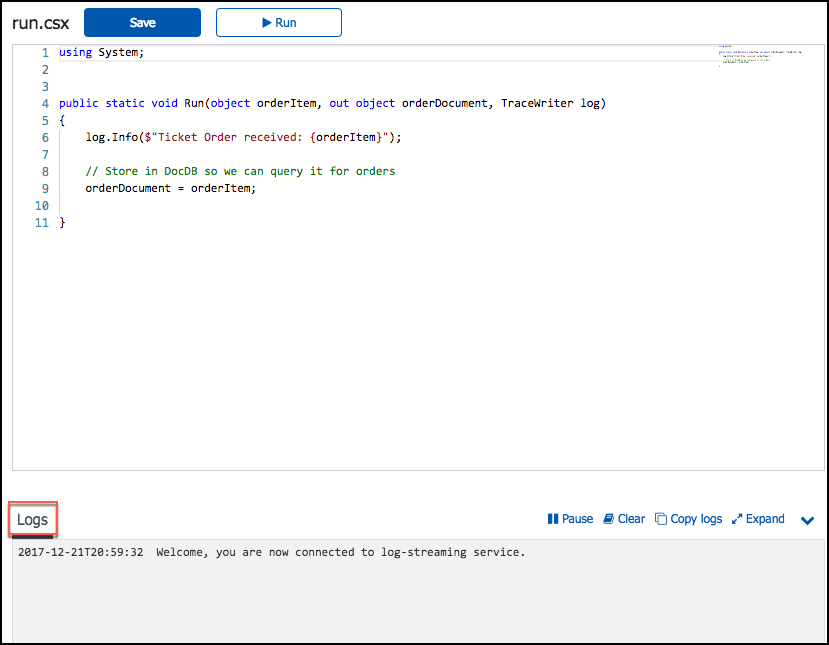 run.csx Save Run
1 using System;
2
3
4 public static void Run(object orderItem, out object orderDocument, TraceWriter log)
5 {
6 log.Info($"Ticket Order received: {orderItem}");
7
8 // Store in DocDB so we can query it for orders
9 orderDocument = orderItem;
10
11 }
Logs Pause Clear Copy logs Expand
2017-12-21T20:59:32 Welcome, you are now connected to log-streaming service.